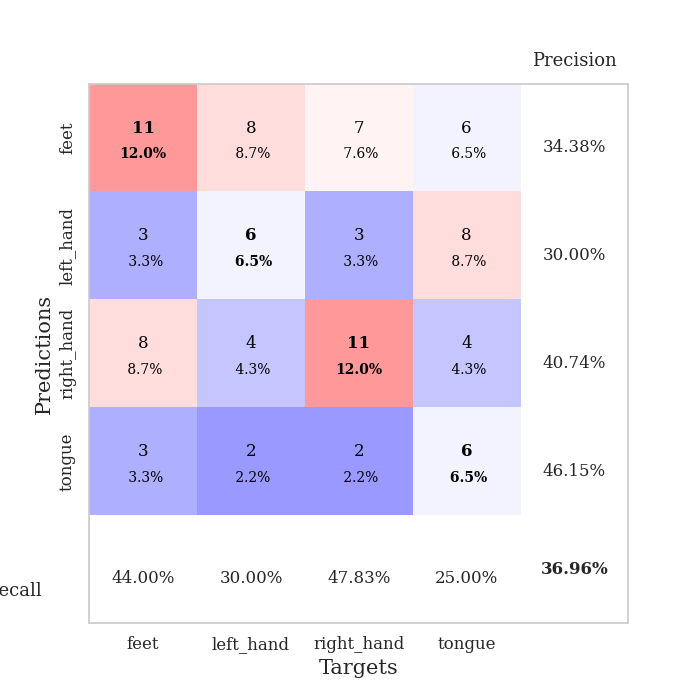 Precision
feet 11 8 7 6 34.38%
12.0% 8.7% 7.6% 6.5%
left_hand 3 6 3 8 30.00%
3.3% 6.5% 3.3% 8.7%
Predictions
right_hand 8 4 11 4 40.74%
8.7% 4.3% 12.0% 4.3%
tongue 3 2 2 6 46.15%
3.3% 2.2% 2.2% 6.5%
ecall 44.00% 30.00% 47.83% 25.00% 36.96%
feet left_hand right_hand tongue
Targets